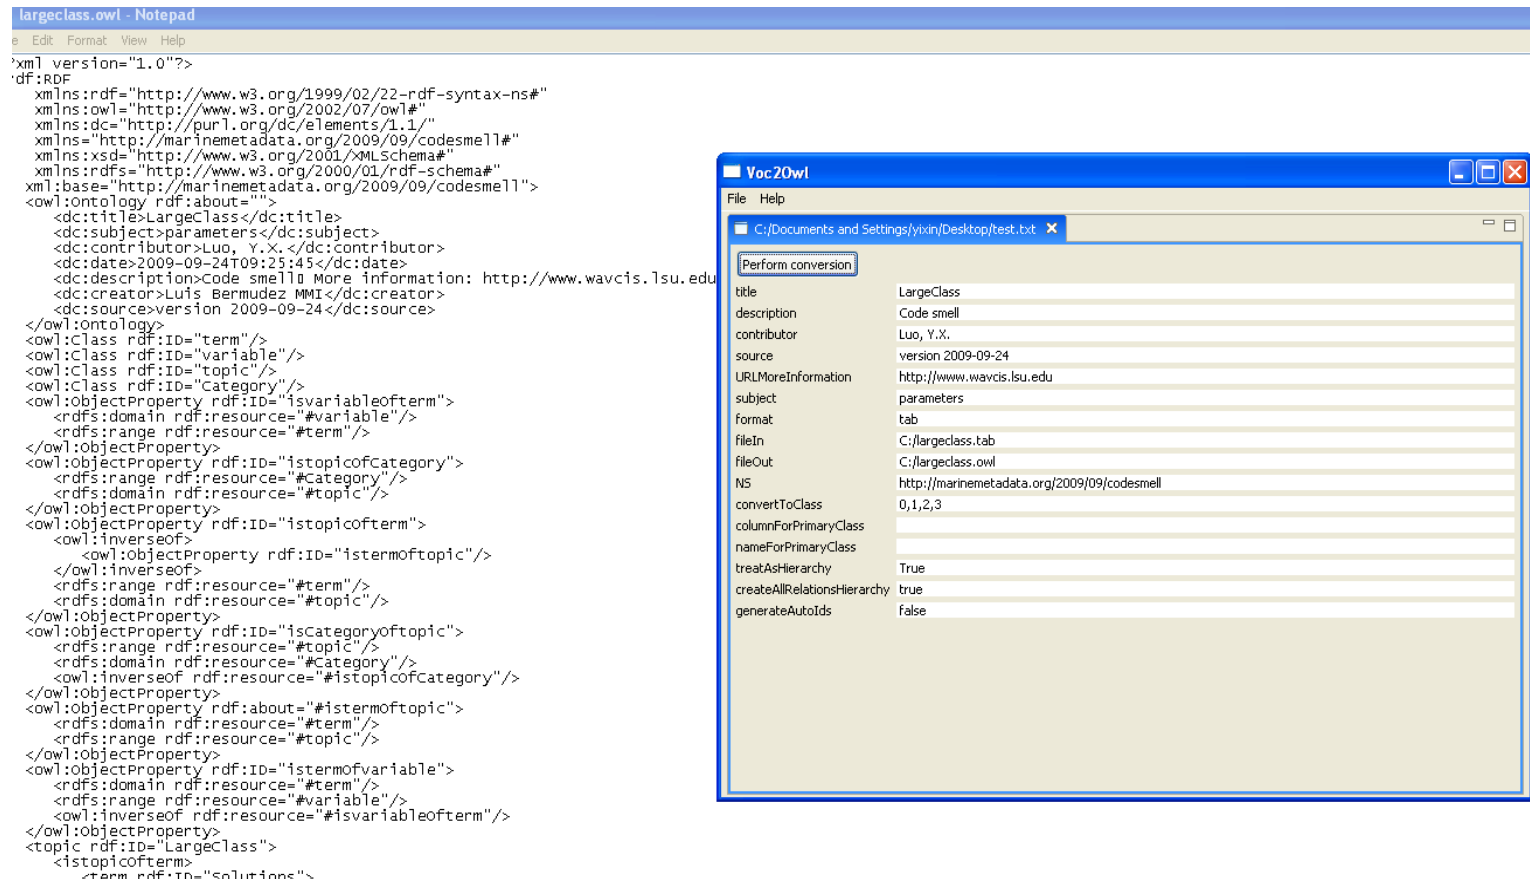 largeclass.owl - Notepad
e Edit Format View Help
?xml version="1.0"?>
rdf:RDF
xmlns:rdf="http://www.w3.org/1999/02/22-rdf-syntax-ns#"
xmlns:owl="http://www.w3.org/2002/07/owl#"
xmlns:dc="http://purl.org/dc/elements/1.1/"
xmlns="http://marinemetadata.org/2009/09/codesmell#"
xmlns:xsd="http://www.w3.org/2001/XMLSchema#"
xmlns:rdfs="http://www.w3.org/2000/01/rdf-schema#"
xml:base="http://marinemetadata.org/2009/09/codesmell">
<owl:Ontology rdf:about="">
<dc:title>LargeClass</dc:title>
<dc:subject>parameters</dc:subject>
<dc:contributor>Luo, Y.X.</dc:contributor>
<dc:date>2009-09-24T09:25:45</dc:date>
<dc:description>Code smell▯ More information: http://www.wavcis.lsu.edu
<dc:creator>Luis Bermudez MMI</dc:creator>
<dc:source>version 2009-09-24</dc:source>
</owl:Ontology>
<owl:Class rdf:ID="term"/>
<owl:Class rdf:ID="variable"/>
<owl:Class rdf:ID="topic"/>
<owl:Class rdf:ID="Category"/>
<owl:ObjectProperty rdf:ID="isvariableOfterm">
<rdfs:domain rdf:resource="#variable"/>
<rdfs:range rdf:resource="#term"/>
</owl:ObjectProperty>
<owl:ObjectProperty rdf:ID="istopicOfCategory">
<rdfs:range rdf:resource="#Category"/>
<rdfs:domain rdf:resource="#topic"/>
</owl:ObjectProperty>
<owl:ObjectProperty rdf:ID="istopicOfterm">
<owl:inverseOf>
<owl:ObjectProperty rdf:ID="istermOftopic"/>
</owl:inverseOf>
<rdfs:range rdf:resource="#term"/>
<rdfs:domain rdf:resource="#topic"/>
</owl:ObjectProperty>
<owl:ObjectProperty rdf:ID="isCategoryOftopic">
<rdfs:range rdf:resource="#topic"/>
<rdfs:domain rdf:resource="#Category"/>
<owl:inverseOf rdf:resource="#istopicOfCategory"/>
</owl:ObjectProperty>
<owl:ObjectProperty rdf:about="#istermOftopic">
<rdfs:domain rdf:resource="#term"/>
<rdfs:range rdf:resource="#topic"/>
</owl:ObjectProperty>
<owl:ObjectProperty rdf:ID="istermOfvariable">
<rdfs:domain rdf:resource="#term"/>
<rdfs:range rdf:resource="#variable"/>
<owl:inverseOf rdf:resource="#isvariableOfterm"/>
</owl:ObjectProperty>
<topic rdf:ID="LargeClass">
<istopicOfterm>
<term rdf:ID="Solutions">
Voc2Owl
File Help
C:/Documents and Settings/yixin/Desktop/test.txt
Perform conversion
title LargeClass
description Code smell
contributor Luo, Y.X.
source version 2009-09-24
URLMoreInformation http://www.wavcis.lsu.edu
subject parameters
format tab
fileIn C:/largeclass.tab
fileOut C:/largeclass.owl
NS http://marinemetadata.org/2009/09/codesmell
convertToClass 0,1,2,3
columnForPrimaryClass
nameForPrimaryClass
treatAsHierarchy True
createAllRelationsHierarchy true
generateAutoIds false